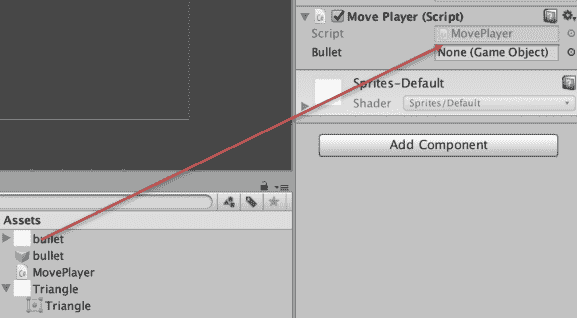 Move Player (Script)
Script MovePlayer
Bullet None (Game Object)
Sprites-Default
Shader Sprites/Default
Add Component
Assets
bullet
bullet
MovePlayer
Triangle
Triangle